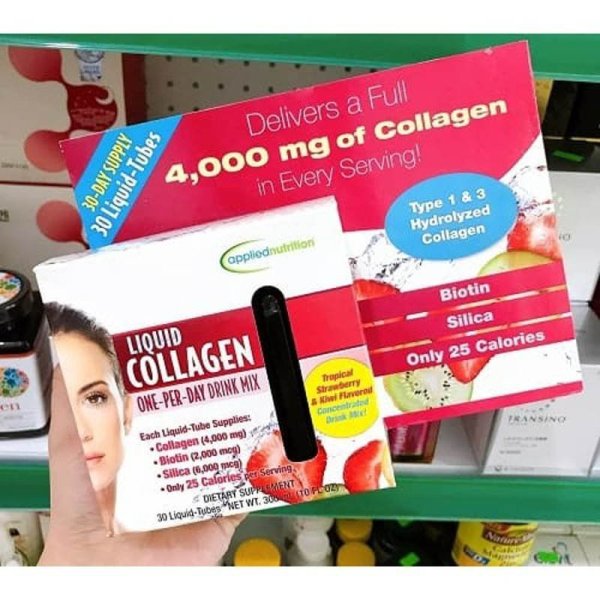 30-DAY SUPPLY
30 Liquid-Tubes
Delivers a Full
4,000 mg of Collagen
in Every Serving!
Type 1 & 3
Hydrolyzed
Collagen
Biotin
Silica
Only 25 Calories
appliednutrition
LIQUID
COLLAGEN
ONE-PER-DAY DRINK MIX
Tropical
Strawberry
& Kiwi Flavored
Concentrated
Drink Mix!
Each Liquid-Tube Supplies:
• Collagen (4,000 mg)
• Biotin (2,000 mcg)
• Silica (6,000 mcg)
• Only 25 Calories per Serving
DIETARY SUPPLEMENT
30 Liquid-Tubes NET WT. 300 mL (10 FL OZ)
TRANSINO
Calcium